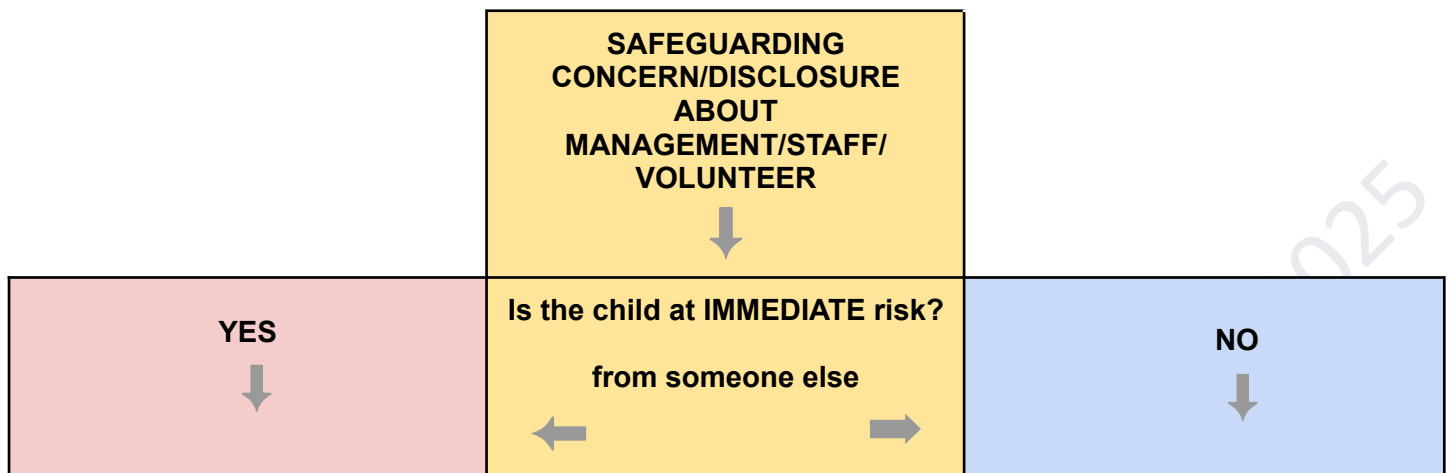 SAFEGUARDING
CONCERN/DISCLOSURE
ABOUT
MANAGEMENT/STAFF/
VOLUNTEER
YES
Is the child at IMMEDIATE risk?
from someone else
NO